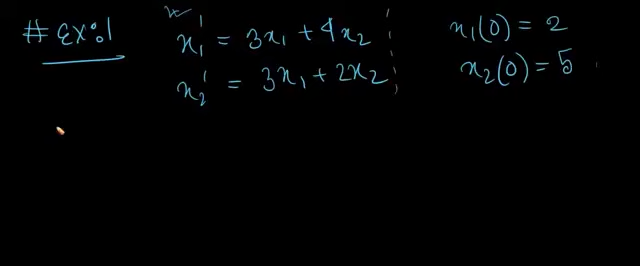 # Ex:1 x₁' = 3x₁ + 4x₂ x₁(0) = 2
x₂' = 3x₁ + 2x₂ x₂(0) = 5